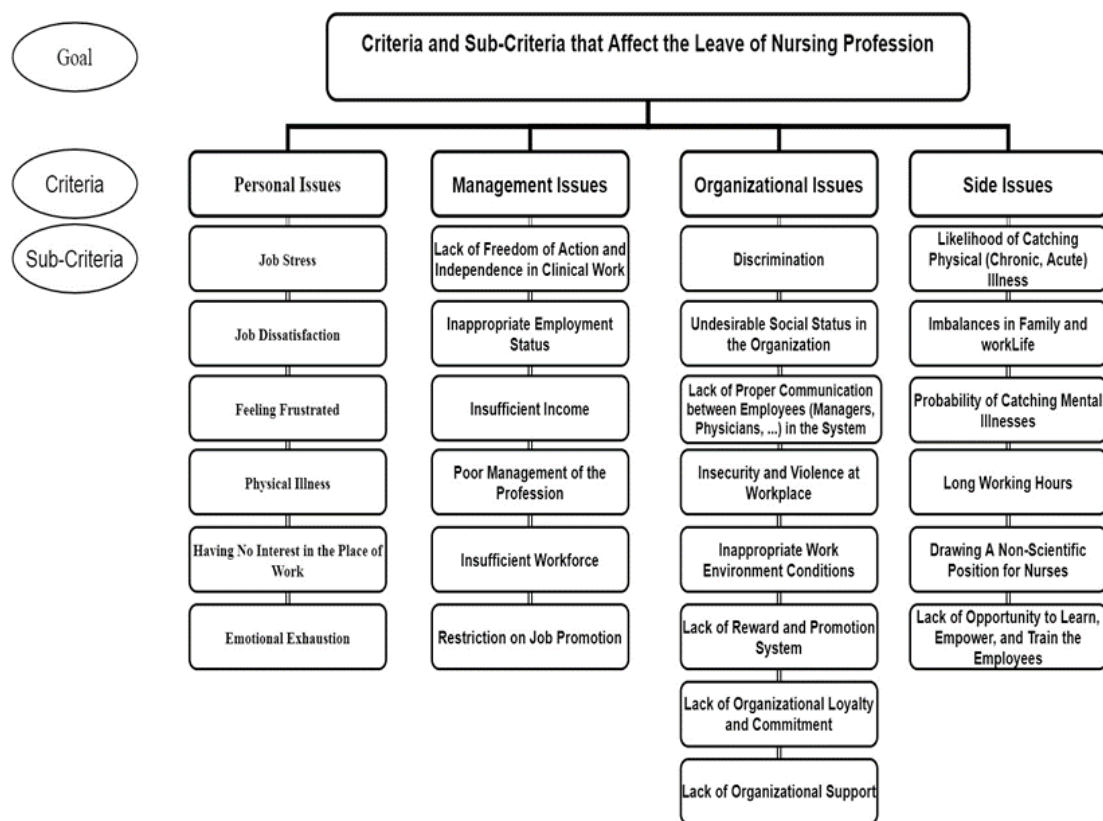 Goal
Criteria and Sub-Criteria that Affect the Leave of Nursing Profession
Criteria
Personal Issues
Management Issues
Organizational Issues
Side Issues
Sub-Criteria
Job Stress
Job Dissatisfaction
Feeling Frustrated
Physical Illness
Having No Interest in the Place of
Work
Emotional Exhaustion
Lack of Freedom of Action and
Independence in Clinical Work
Inappropriate Employment
Status
Insufficient Income
Poor Management of the
Profession
Insufficient Workforce
Restriction on Job Promotion
Discrimination
Undesirable Social Status in
the Organization
Lack of Proper Communication
between Employees (Managers,
Physicians, ...) in the System
Insecurity and Violence at
Workplace
Inappropriate Work
Environment Conditions
Lack of Reward and Promotion
System
Lack of Organizational Loyalty
and Commitment
Lack of Organizational Support
Likelihood of Catching
Physical (Chronic, Acute)
Illness
Imbalances in Family and
workLife
Probability of Catching Mental
Illnesses
Long Working Hours
Drawing A Non-Scientific
Position for Nurses
Lack of Opportunity to Learn,
Empower, and Train the
Employees